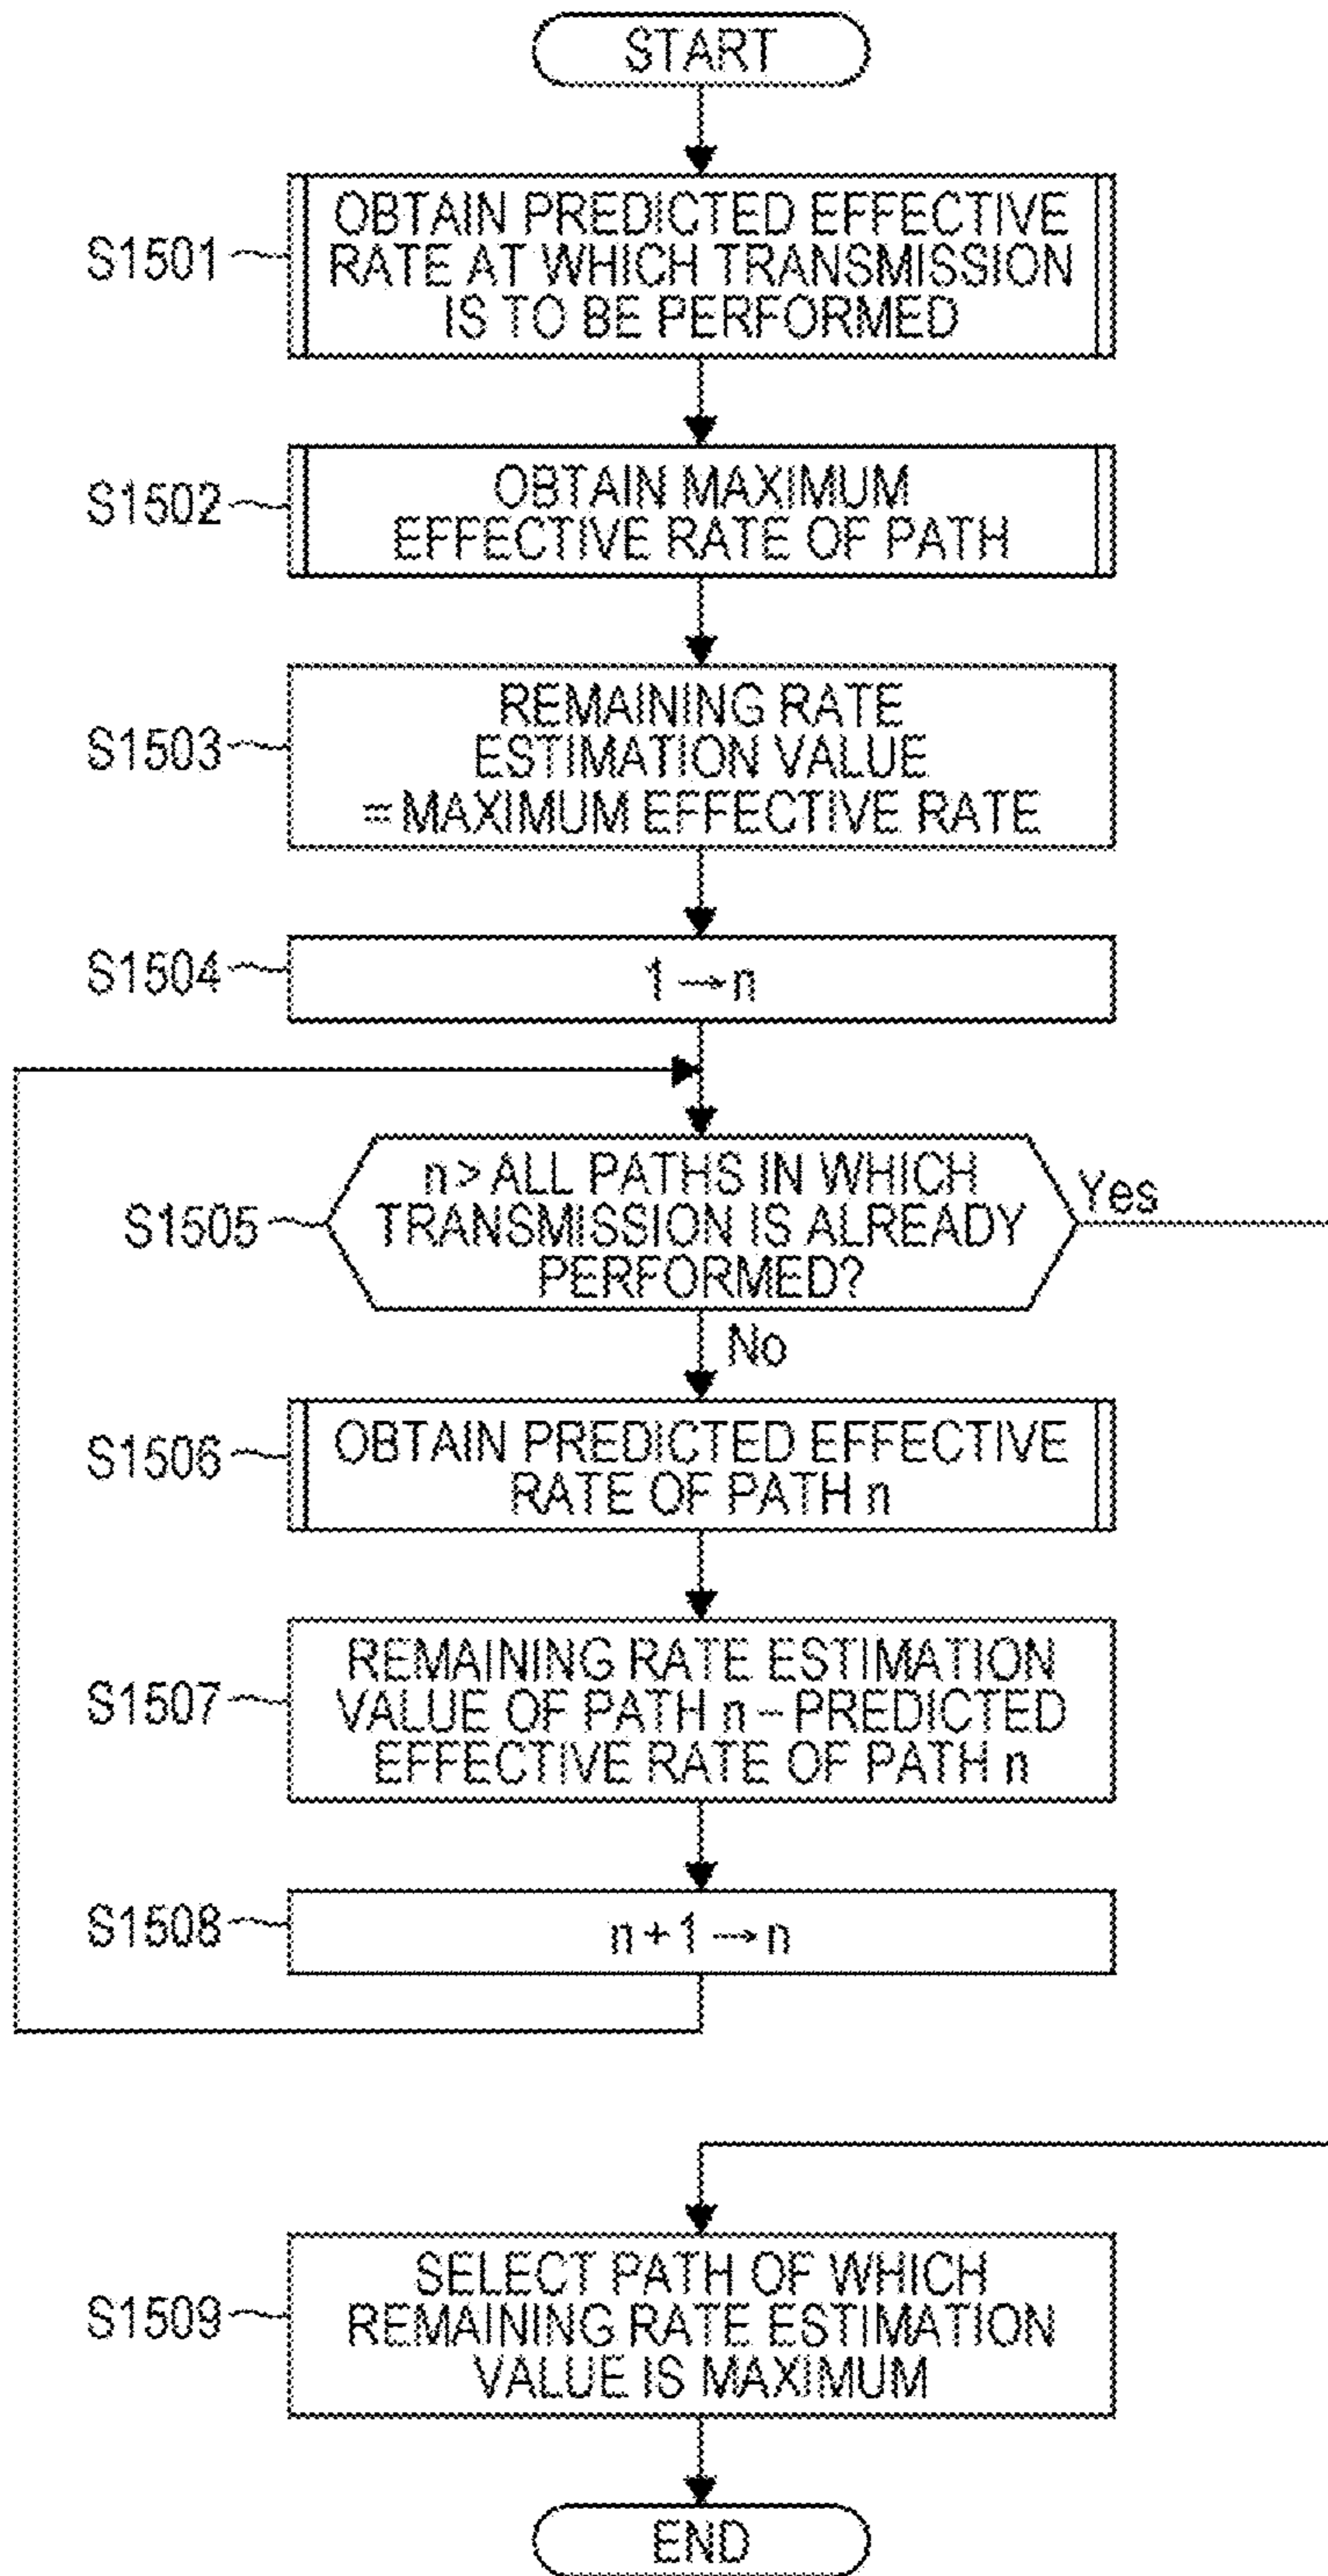 START
S1501
OBTAIN PREDICTED EFFECTIVE
RATE AT WHICH TRANSMISSION
IS TO BE PERFORMED
S1502
OBTAIN MAXIMUM
EFFECTIVE RATE OF PATH
S1503
REMAINING RATE
ESTIMATION VALUE
= MAXIMUM EFFECTIVE RATE
S1504
1 → n
S1505
n > ALL PATHS IN WHICH
TRANSMISSION IS ALREADY
PERFORMED?
Yes
No
S1506
OBTAIN PREDICTED EFFECTIVE
RATE OF PATH n
S1507
REMAINING RATE ESTIMATION
VALUE OF PATH n – PREDICTED
EFFECTIVE RATE OF PATH n
S1508
n + 1 → n
S1509
SELECT PATH OF WHICH
REMAINING RATE ESTIMATION
VALUE IS MAXIMUM
END